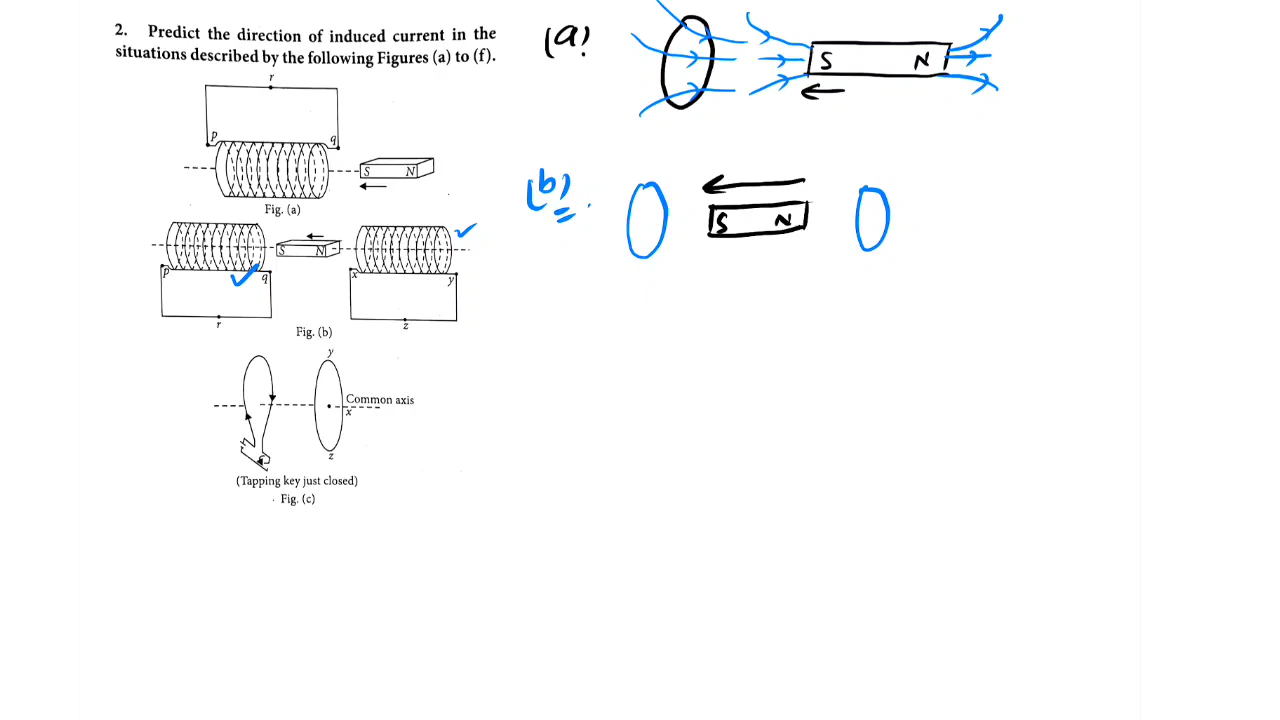 2. Predict the direction of induced current in the
situations described by the following Figures (a) to (f).
r
p
q
S N
Fig. (a)
S N
p
q
x
y
r
z
Fig. (b)
y
Common axis
x
z
(Tapping key just closed)
Fig. (c)
(a)
S N
(b)
S N